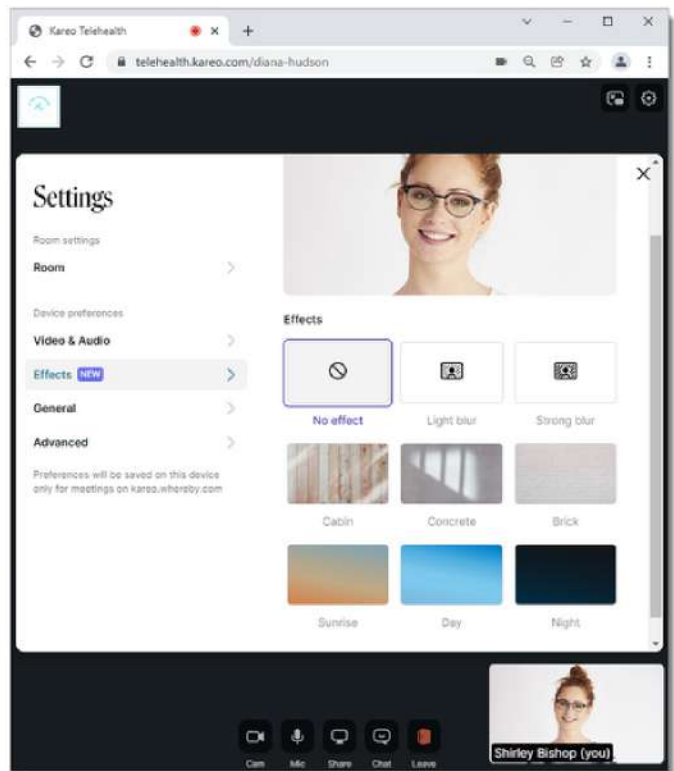 Kareo Telehealth
telehealth.kareo.com/diana-hudson
Settings
Room settings
Room
Device preferences
Video & Audio
Effects NEW
General
Advanced
Preferences will be saved on this device
only for meetings on kareo.whereby.com
Effects
No effect
Light blur
Strong blur
Cabin
Concrete
Brick
Sunrise
Day
Night
Shirley Bishop (you)
Cam
Mic
Share
Chat
Leave